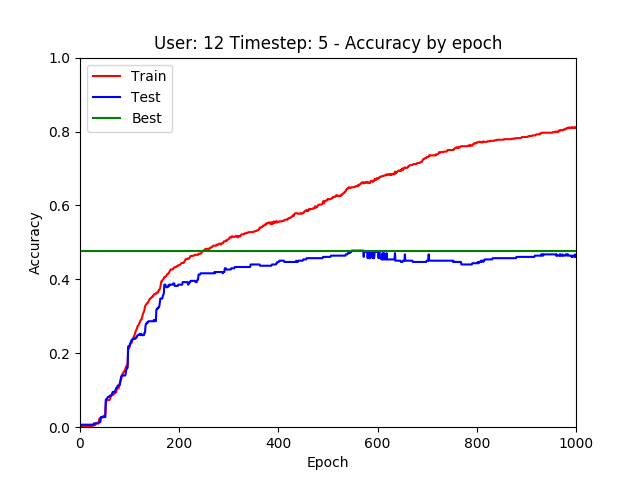 User: 12 Timestep: 5 - Accuracy by epoch
1.0
0.8
0.6
0.4
0.2
0.0
Accuracy
Train
Test
Best
0 200 400 600 800 1000
Epoch